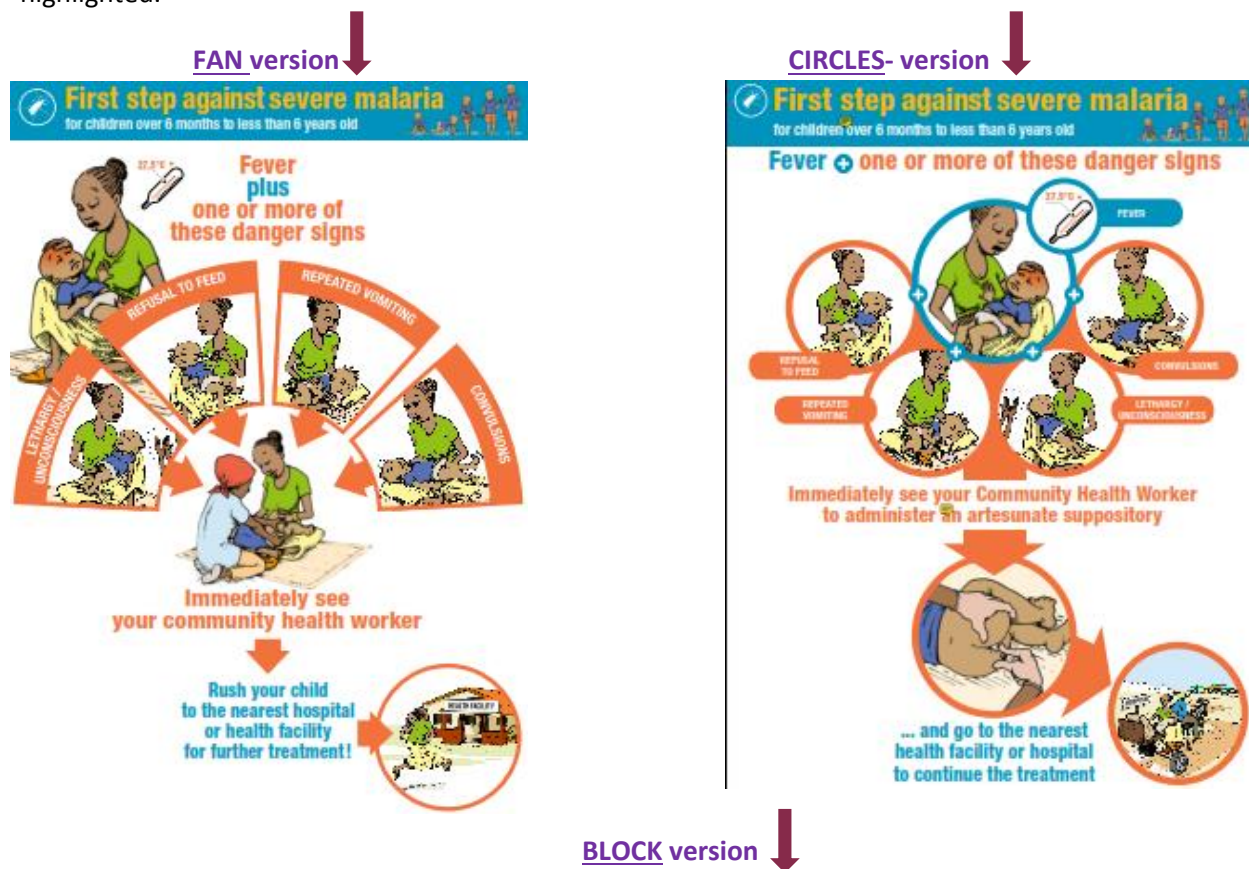 highlighted.
FAN version
CIRCLES- version
First step against severe malaria
for children over 6 months to less than 6 years old
37.5°C +
Fever
plus
one or more of
these danger signs
LETHARGY /
UNCONSCIOUSNESS
REFUSAL TO FEED
REPEATED VOMITING
CONVULSIONS
Immediately see
your community health worker
Rush your child
to the nearest hospital
or health facility
for further treatment!
HEALTH FACILITY
First step against severe malaria
for children over 6 months to less than 6 years old
Fever + one or more of these danger signs
37.5°C +
FEVER
REFUSAL
TO FEED
CONVULSIONS
REPEATED
VOMITING
LETHARGY /
UNCONSCIOUSNESS
Immediately see your Community Health Worker
to administer an artesunate suppository
... and go to the nearest
health facility or hospital
to continue the treatment
BLOCK version